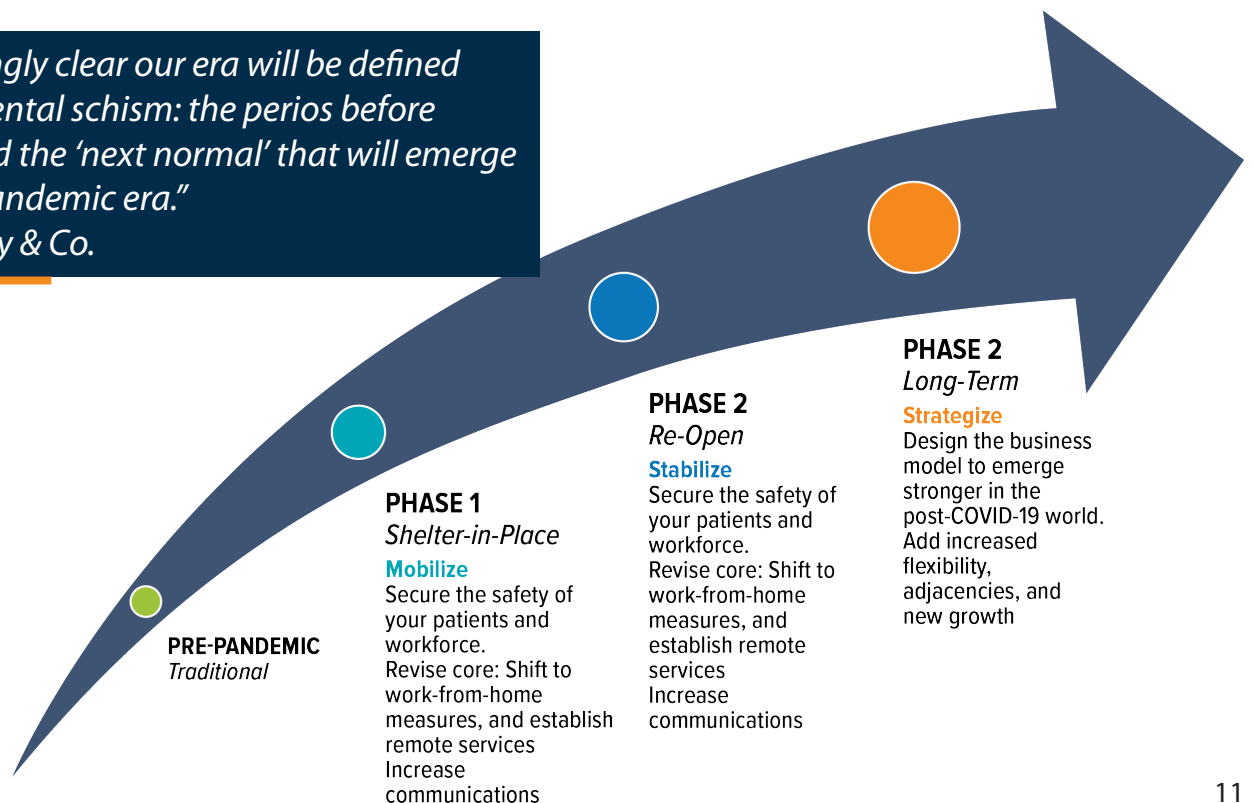 ngly clear our era will be defined
ental schism: the perios before
d the ‘next normal’ that will emerge
andemic era.”
y & Co.
PRE-PANDEMIC
Traditional
PHASE 1
Shelter-in-Place
Mobilize
Secure the safety of
your patients and
workforce.
Revise core: Shift to
work-from-home
measures, and establish
remote services
Increase
communications
PHASE 2
Re-Open
Stabilize
Secure the safety of
your patients and
workforce.
Revise core: Shift to
work-from-home
measures, and
establish remote
services
Increase
communications
PHASE 2
Long-Term
Strategize
Design the business
model to emerge
stronger in the
post-COVID-19 world.
Add increased
flexibility,
adjacencies, and
new growth
11